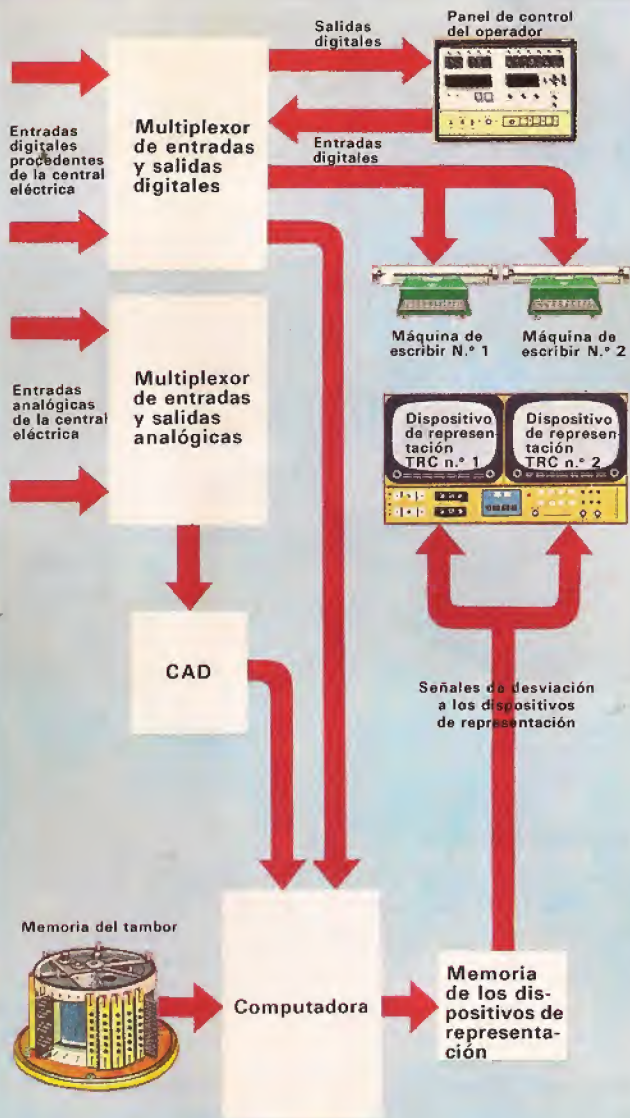 Salidas
digitales
Panel de control
del operador
Entradas
digitales
procedentes
de la central
eléctrica
Multiplexor
de entradas
y salidas
digitales
Entradas
digitales
Máquina de
escribir N.° 1
Máquina de
escribir N.° 2
Entradas
analógicas
de la central
eléctrica
Multiplexor
de entradas
y salidas
analógicas
Dispositivo
de represen-
tación
TRC n.° 1
Dispositivo
de represen-
tación
TRC n.° 2
CAD
Señales de desviación
a los dispositivos
de representación
Memoria del tambor
Computadora
Memoria
de los dis-
positivos de
representa-
ción